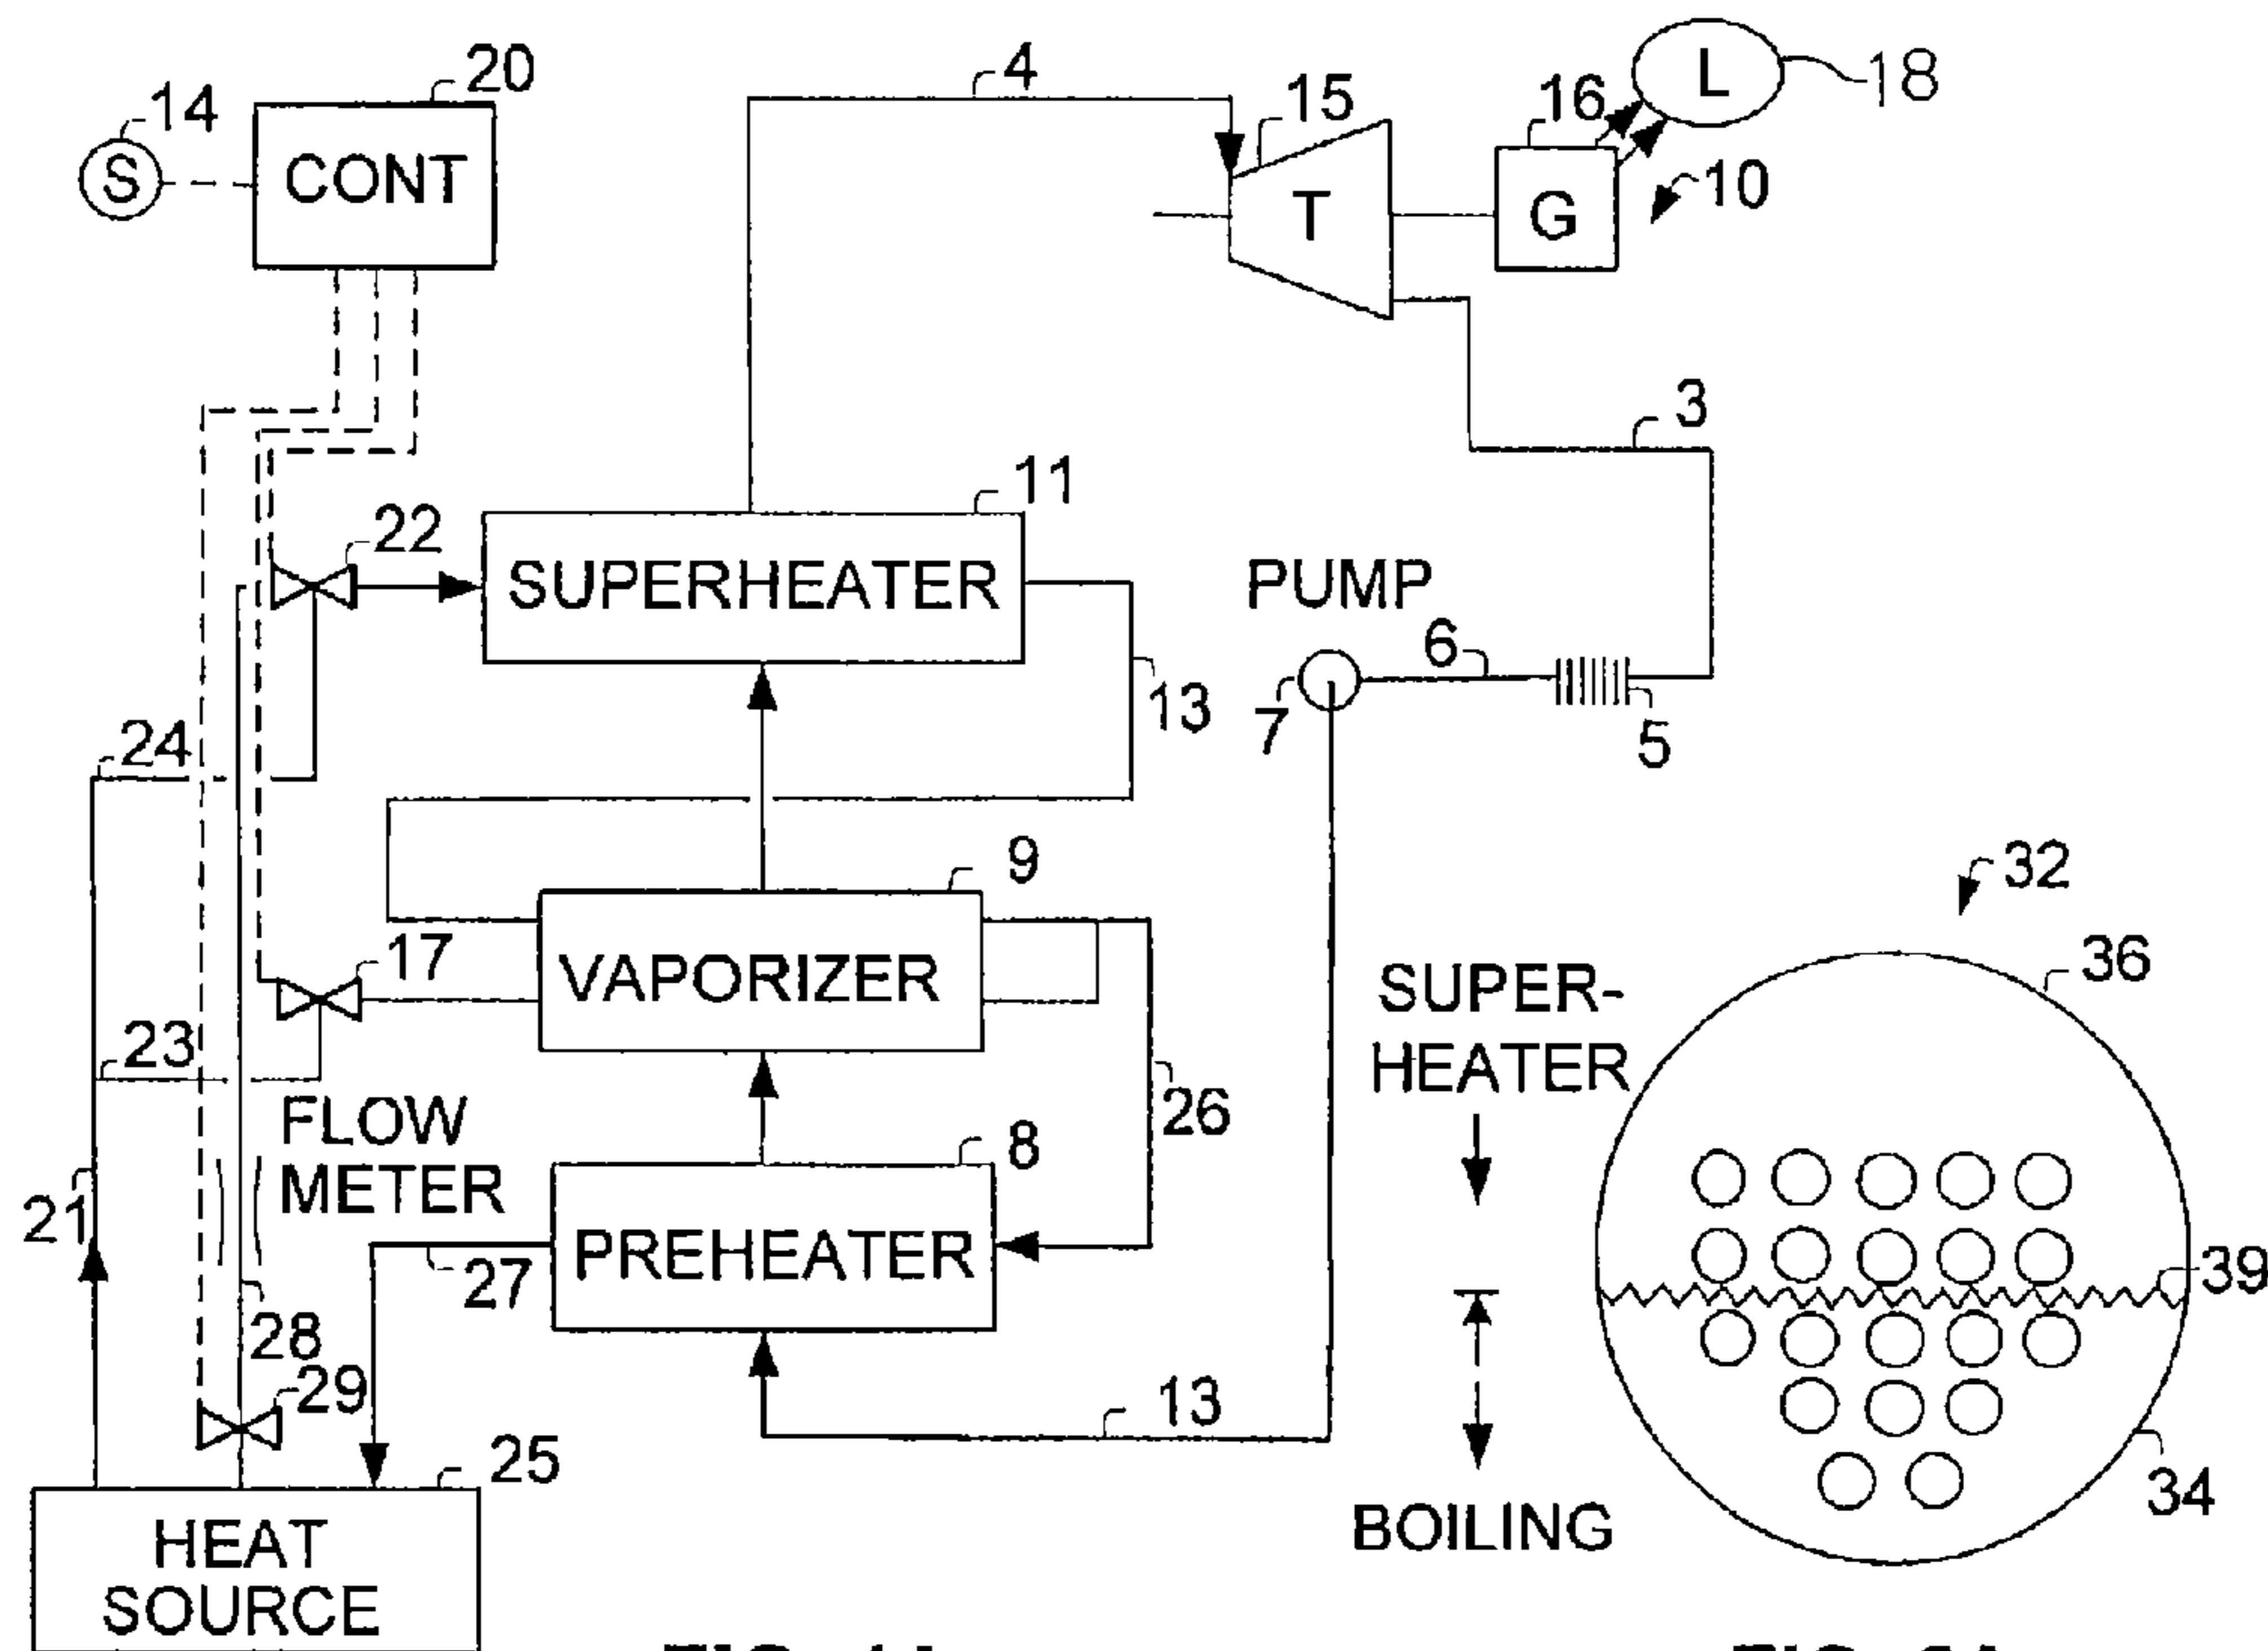 4
20
14
S
CONT
15
16
L
18
T
G
10
3
11
22
SUPERHEATER
PUMP
6
7
5
13
24
9
32
17
VAPORIZER
36
SUPER-
HEATER
23
26
FLOW
METER
8
21
PREHEATER
27
39
28
29
13
25
34
BOILING
HEAT
SOURCE